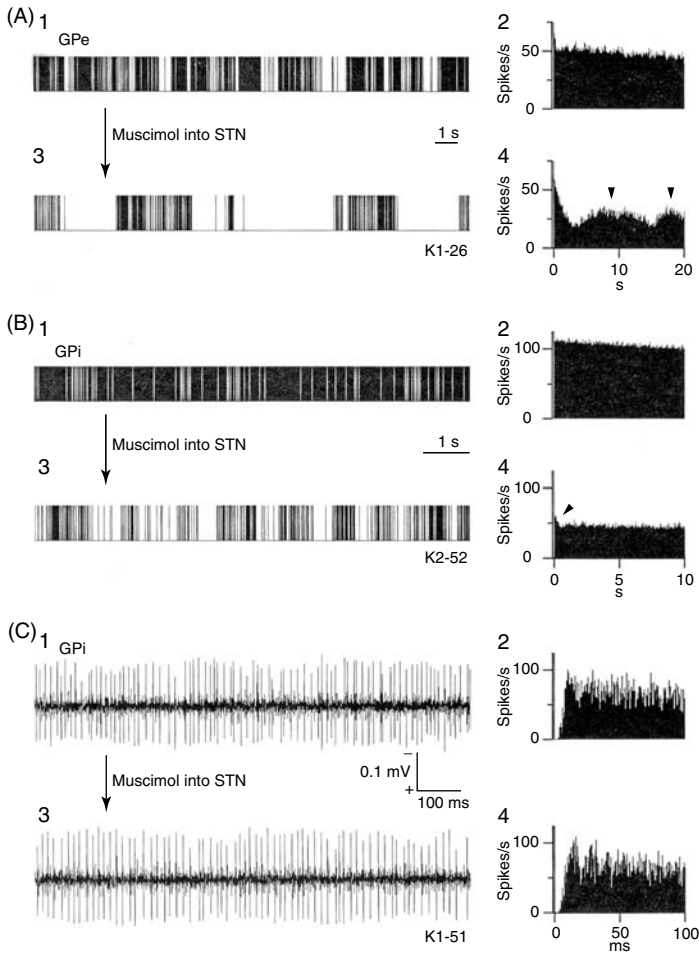 (A)
1
GPe
Muscimol into STN
1 s
3
K1-26
2
Spikes/s
50
0
4
Spikes/s
50
0
0 10 20
s
(B)
1
GPi
Muscimol into STN
1 s
3
K2-52
2
Spikes/s
100
0
4
Spikes/s
100
0
0 5 10
s
(C)
1
GPi
Muscimol into STN
−
0.1 mV
+
100 ms
3
K1-51
2
Spikes/s
100
0
4
Spikes/s
100
0
0 50 100
ms